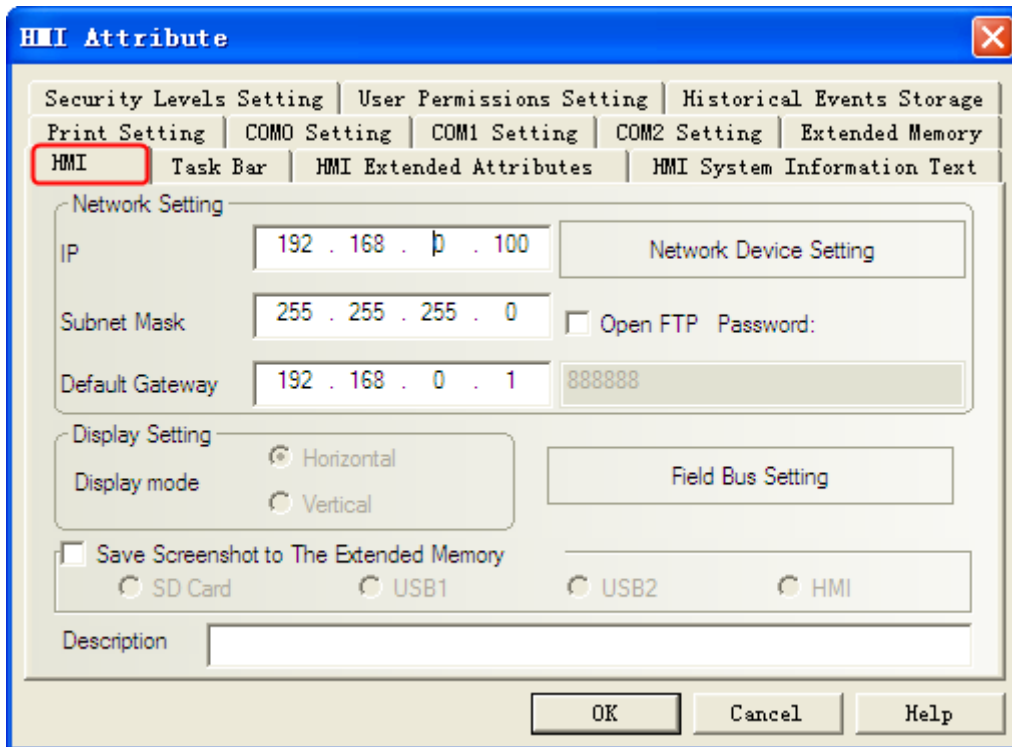 HMI Attribute
Security Levels Setting User Permissions Setting Historical Events Storage
Print Setting COM0 Setting COM1 Setting COM2 Setting Extended Memory
HMI Task Bar HMI Extended Attributes HMI System Information Text
Network Setting
IP 192 . 168 . 0 . 100 Network Device Setting
Subnet Mask 255 . 255 . 255 . 0 Open FTP Password:
Default Gateway 192 . 168 . 0 . 1 888888
Display Setting
Display mode Horizontal
Vertical
Field Bus Setting
Save Screenshot to The Extended Memory
SD Card USB1 USB2 HMI
Description
OK Cancel Help